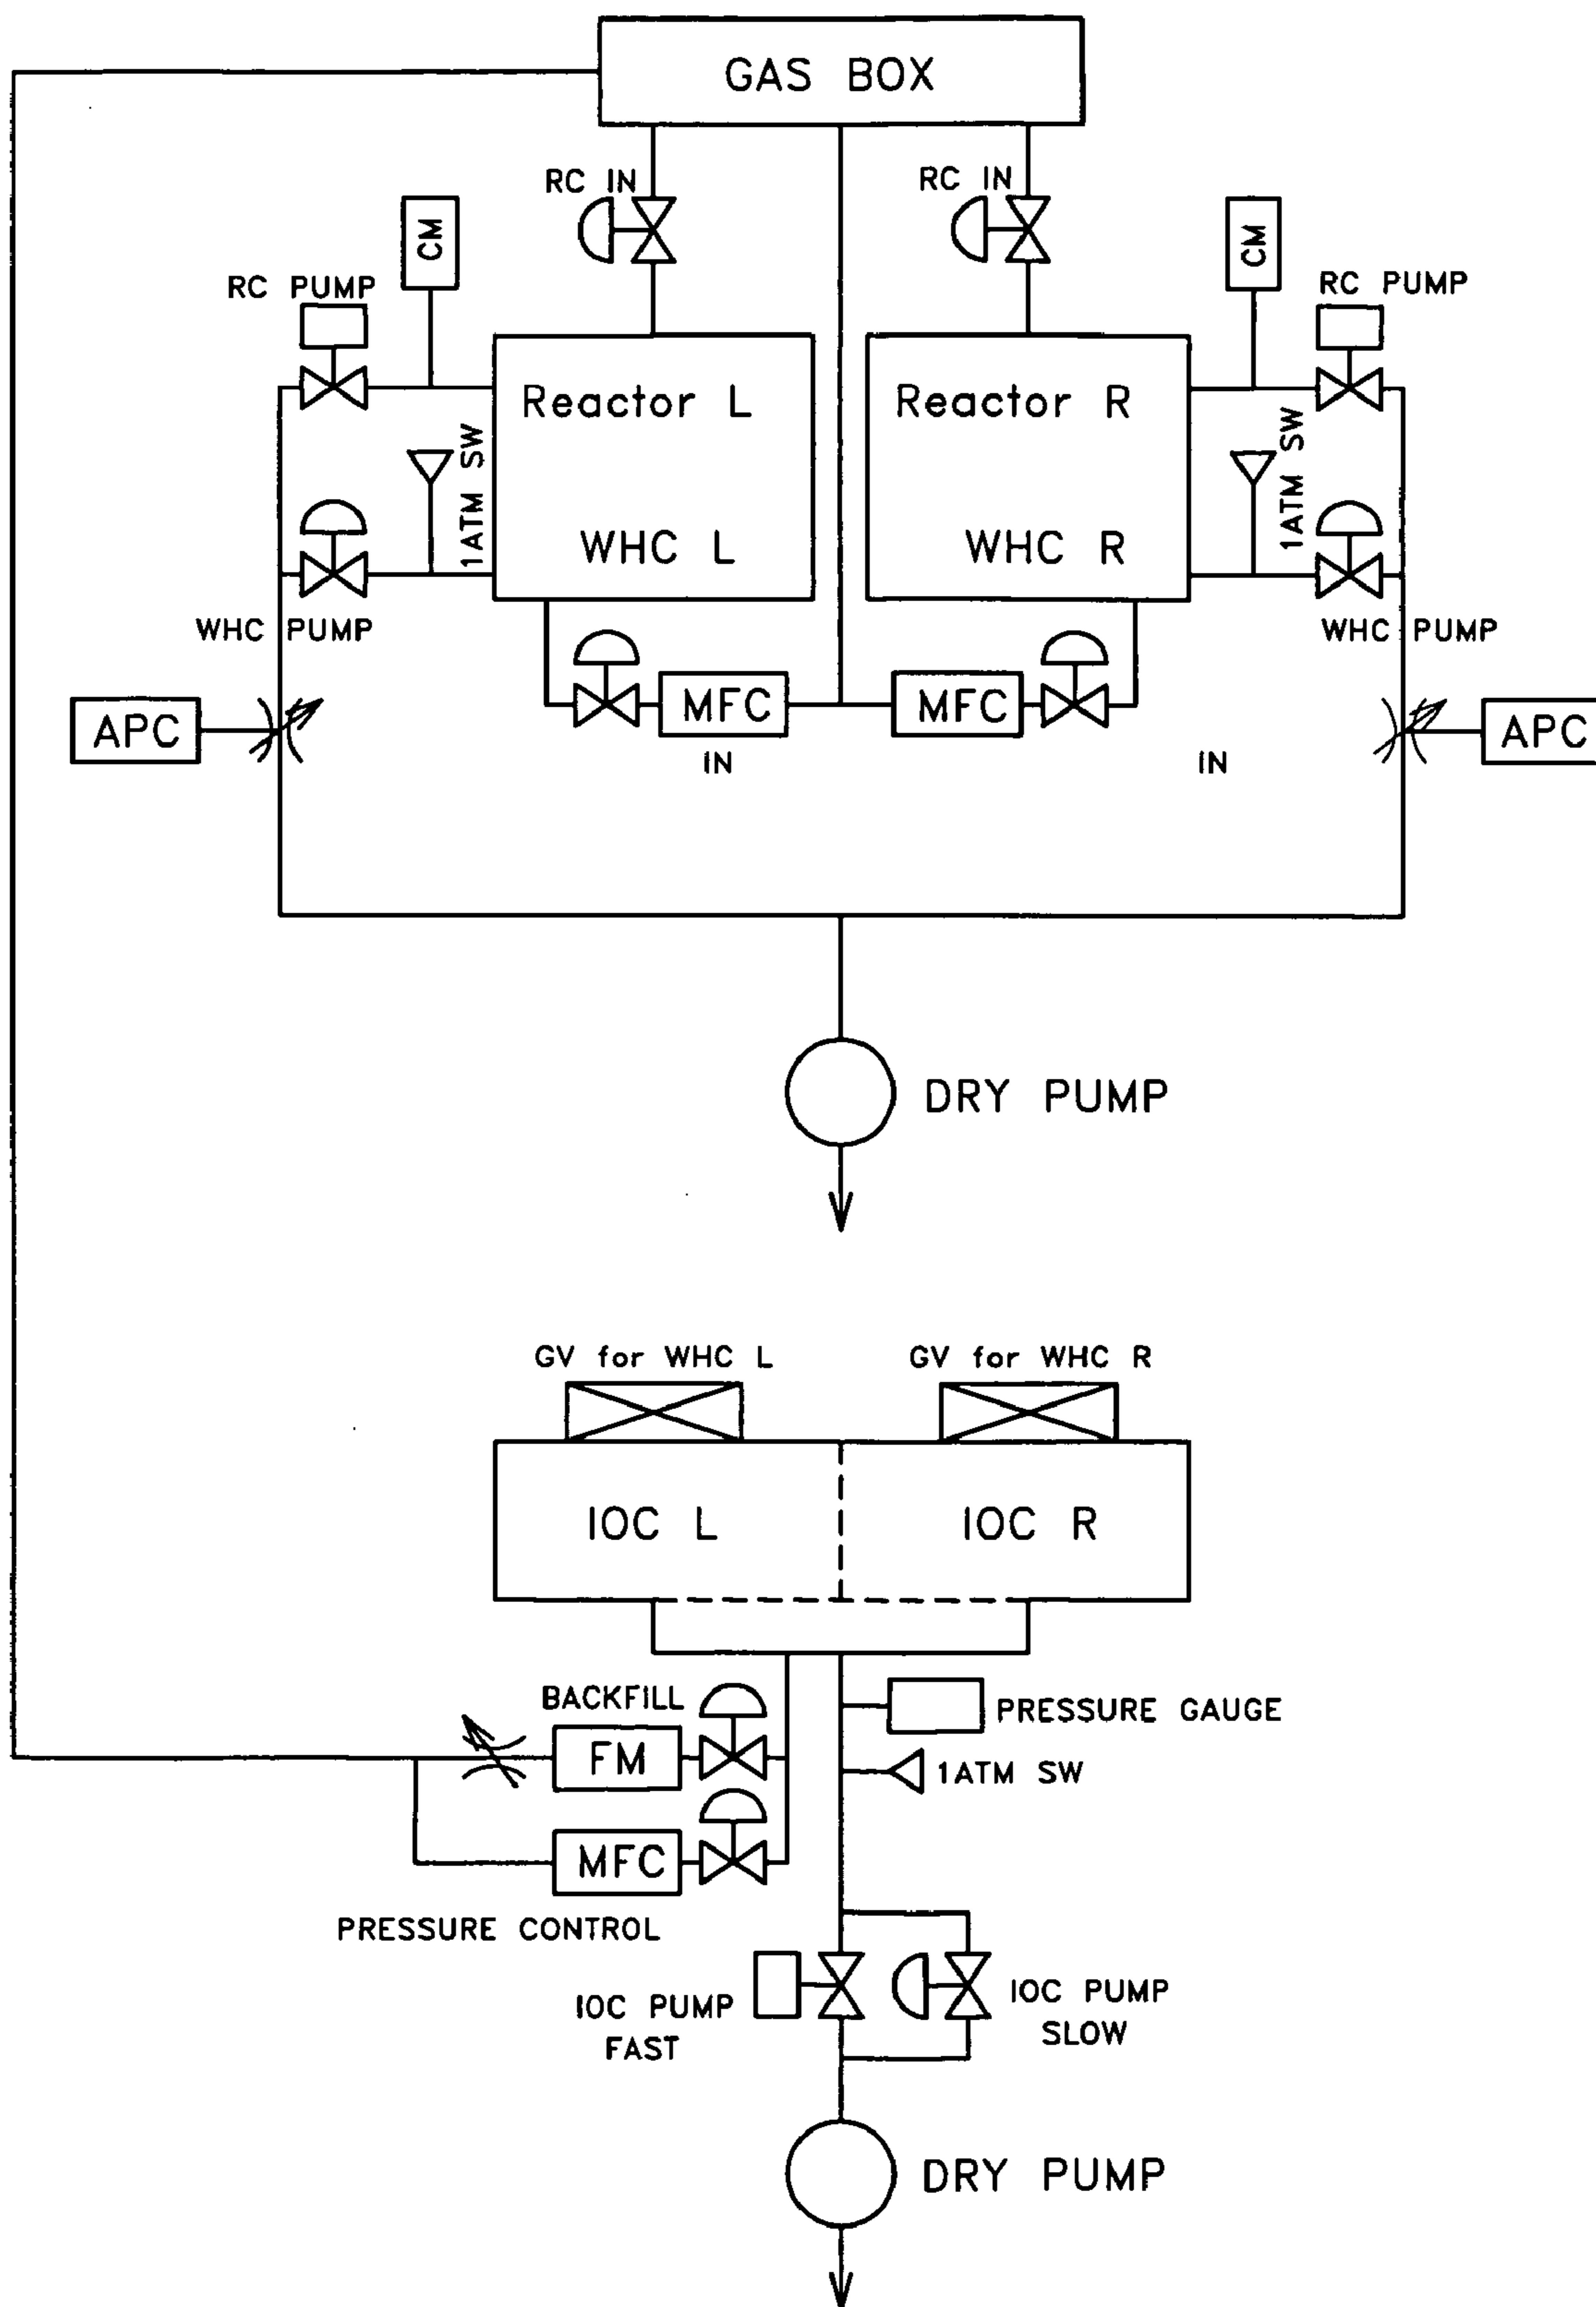 GAS BOX
RC IN
RC IN
CM
CM
RC PUMP
RC PUMP
Reactor L
Reactor R
1ATM SW
1ATM SW
WHC L
WHC R
WHC PUMP
WHC PUMP
APC
MFC
MFC
APC
IN
IN
DRY PUMP
GV for WHC L
GV for WHC R
IOC L
IOC R
BACKFILL
PRESSURE GAUGE
FM
1ATM SW
MFC
PRESSURE CONTROL
IOC PUMP
FAST
IOC PUMP
SLOW
DRY PUMP